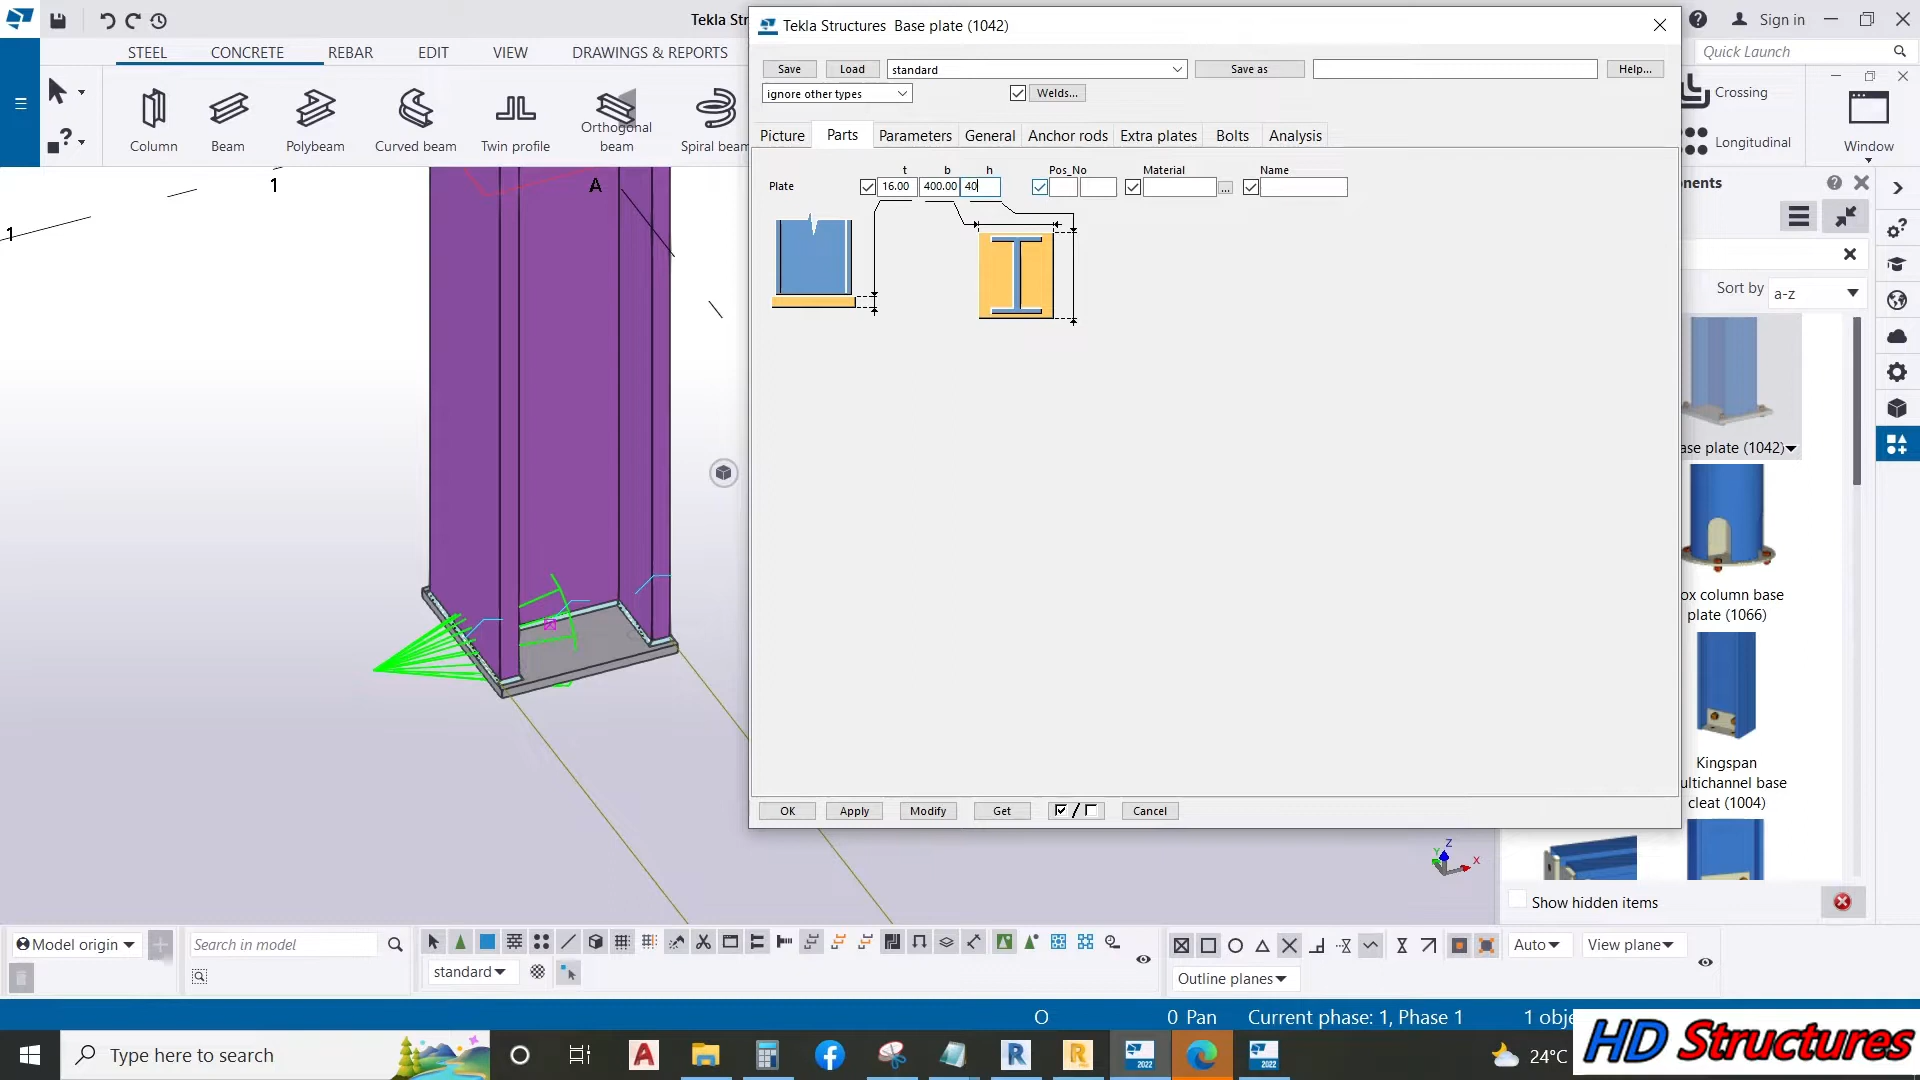 Tekla Str
Sign in
STEEL
CONCRETE
REBAR
EDIT
VIEW
DRAWINGS & REPORTS
Quick Launch
Column
Beam
Polybeam
Curved beam
Twin profile
Orthogonal
beam
Spiral beam
Crossing
Longitudinal
Window
Tekla Structures Base plate (1042)
Save
Load
standard
Save as
Help...
ignore other types
Welds...
Picture
Parts
Parameters
General
Anchor rods
Extra plates
Bolts
Analysis
t
b
h
Pos_No
Material
Name
Plate
16.00
400.00
40
...
OK
Apply
Modify
Get
/
Cancel
1
A
1
onents
Sort by
a-z
ase plate (1042)
ox column base
plate (1066)
Kingspan
ultichannel base
cleat (1004)
Show hidden items
Z
Y
X
Model origin
Search in model
standard
Auto
View plane
Outline planes
O
0 Pan
Current phase: 1, Phase 1
1 obje
Type here to search
A
R
R
2022
2022
24°C
HD Structures